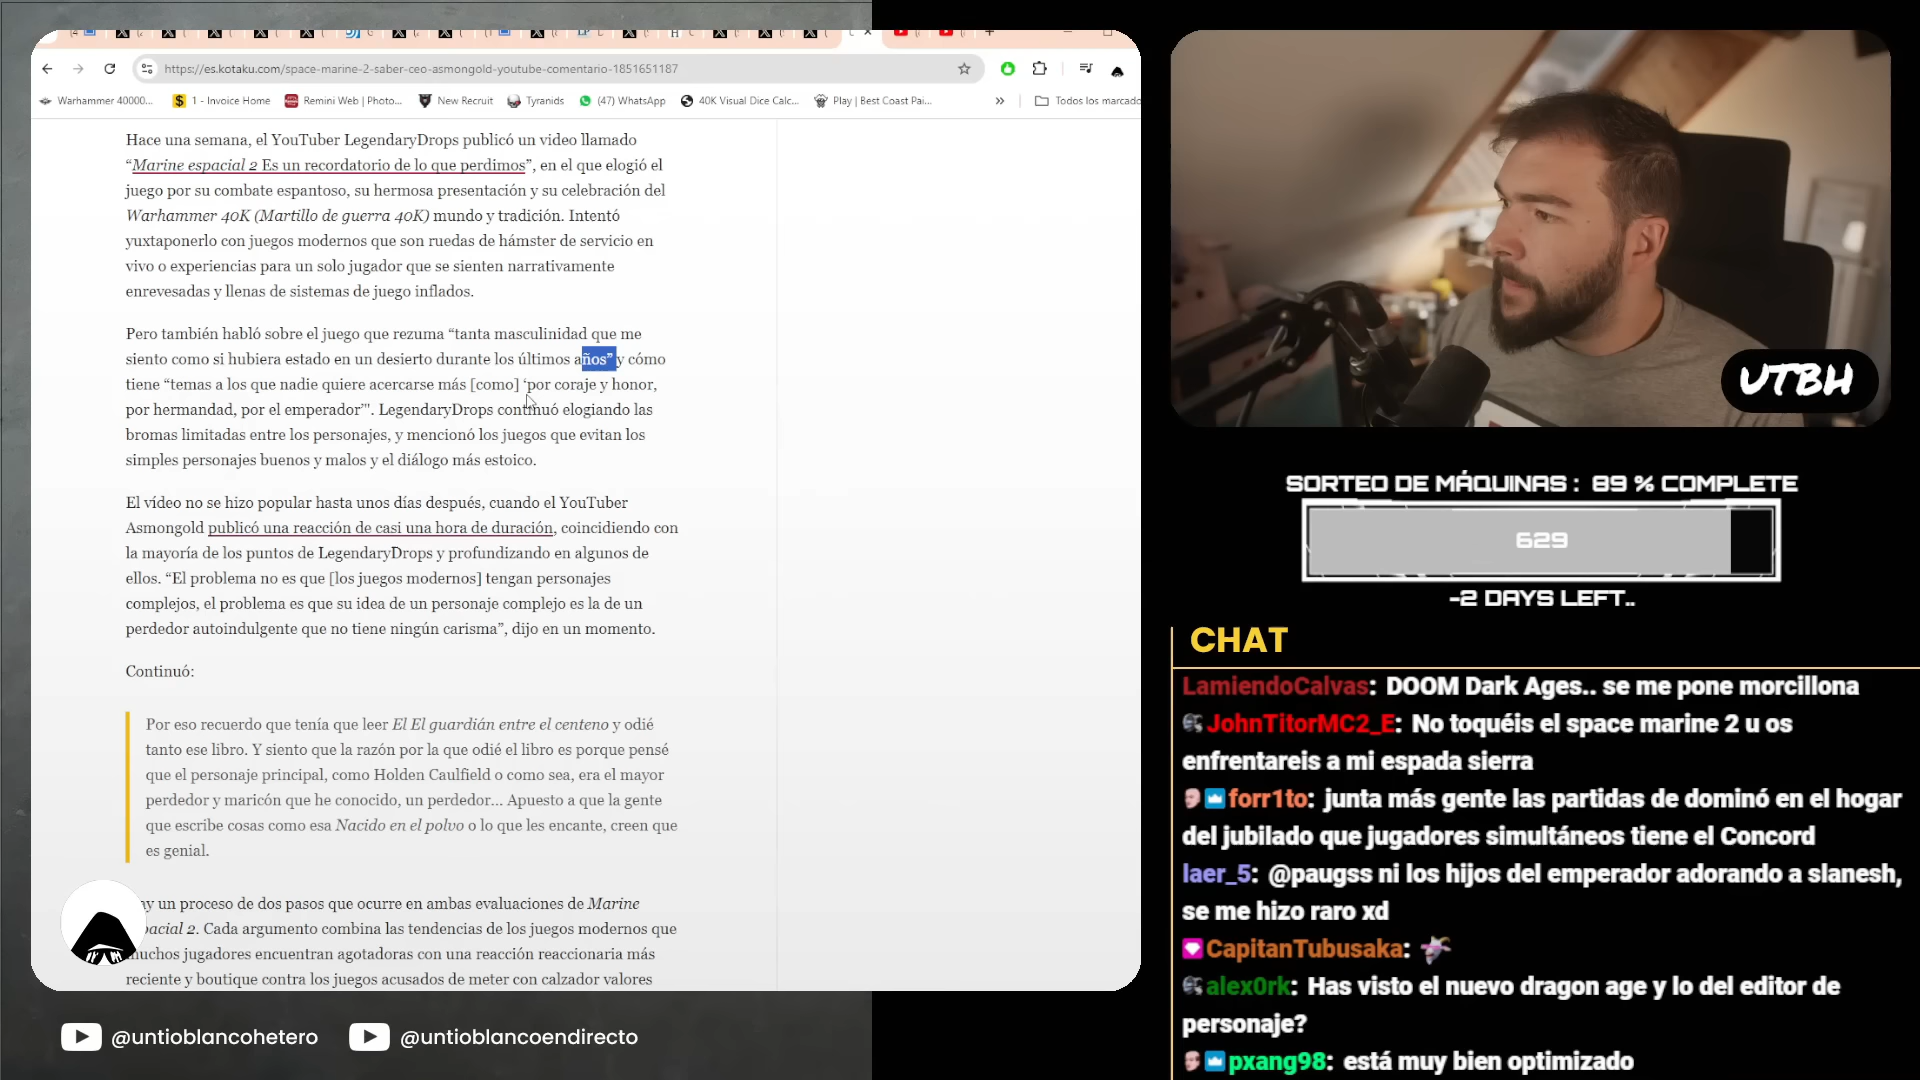 https://es.kotaku.com/space-marine-2-saber-ceo-asmongold-youtube-comentario-1851651187
Warhammer 40000...
1 - Invoice Home
Remini Web | Photo...
New Recruit
Tyranids
(47) WhatsApp
40K Visual Dice Calc...
Play | Best Coast Pai...
»
Todos los marcado
Hace una semana, el YouTuber LegendaryDrops publicó un video llamado
“Marine espacial 2 Es un recordatorio de lo que perdimos”, en el que elogió el
juego por su combate espantoso, su hermosa presentación y su celebración del
Warhammer 40K (Martillo de guerra 40K) mundo y tradición. Intentó
yuxtaponerlo con juegos modernos que son ruedas de hámster de servicio en
vivo o experiencias para un solo jugador que se sienten narrativamente
enrevesadas y llenas de sistemas de juego inflados.
Pero también habló sobre el juego que rezuma “tanta masculinidad que me
siento como si hubiera estado en un desierto durante los últimos años” y cómo
tiene “temas a los que nadie quiere acercarse más [como] ‘por coraje y honor,
por hermandad, por el emperador’". LegendaryDrops continuó elogiando las
bromas limitadas entre los personajes, y mencionó los juegos que evitan los
simples personajes buenos y malos y el diálogo más estoico.
El vídeo no se hizo popular hasta unos días después, cuando el YouTuber
Asmongold publicó una reacción de casi una hora de duración, coincidiendo con
la mayoría de los puntos de LegendaryDrops y profundizando en algunos de
ellos. “El problema no es que [los juegos modernos] tengan personajes
complejos, el problema es que su idea de un personaje complejo es la de un
perdedor autoindulgente que no tiene ningún carisma”, dijo en un momento.
Continuó:
Por eso recuerdo que tenía que leer El El guardián entre el centeno y odié
tanto ese libro. Y siento que la razón por la que odié el libro es porque pensé
que el personaje principal, como Holden Caulfield o como sea, era el mayor
perdedor y maricón que he conocido, un perdedor... Apuesto a que la gente
que escribe cosas como esa Nacido en el polvo o lo que les encante, creen que
es genial.
ay un proceso de dos pasos que ocurre en ambas evaluaciones de Marine
pacial 2. Cada argumento combina las tendencias de los juegos modernos que
muchos jugadores encuentran agotadoras con una reacción reaccionaria más
reciente y boutique contra los juegos acusados de meter con calzador valores
@untioblancohetero
@untioblancoendirecto
UTBH
SORTEO DE MÁQUINAS : 89 % COMPLETE
629
-2 DAYS LEFT..
CHAT
LamiendoCalvas: DOOM Dark Ages.. se me pone morcillona
JohnTitorMC2_E: No toquéis el space marine 2 u os
enfrentareis a mi espada sierra
forr1to: junta más gente las partidas de dominó en el hogar
del jubilado que jugadores simultáneos tiene el Concord
laer_5: @paugss ni los hijos del emperador adorando a slanesh,
se me hizo raro xd
CapitanTubusaka:
alex0rk: Has visto el nuevo dragon age y lo del editor de
personaje?
pxang98: está muy bien optimizado